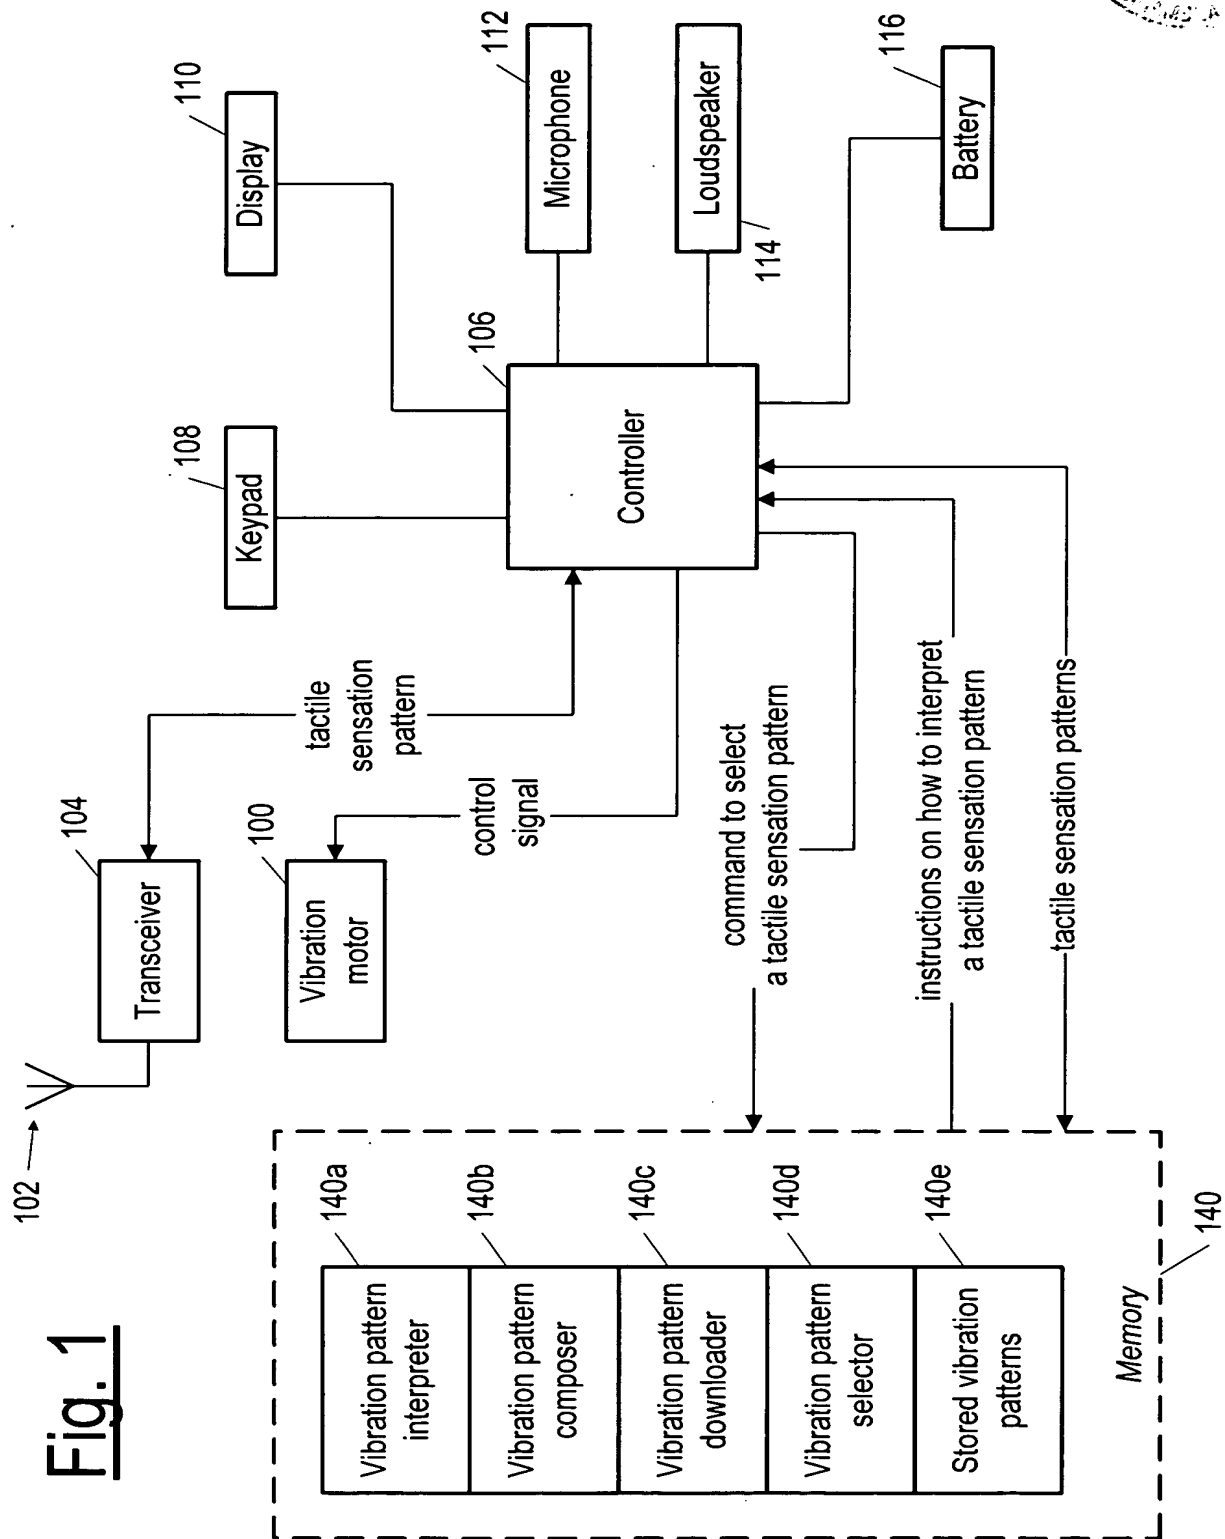 Fig. 1
102
104
Transceiver
100
Vibration
motor
tactile
sensation
pattern
control
signal
108
Keypad
110
Display
106
Controller
112
Microphone
Loudspeaker
114
116
Battery
command to select
a tactile sensation pattern
instructions on how to interpret
a tactile sensation pattern
tactile sensation patterns
140a
Vibration pattern
interpreter
140b
Vibration pattern
composer
140c
Vibration pattern
downloader
140d
Vibration pattern
selector
140e
Stored vibration
patterns
Memory
140